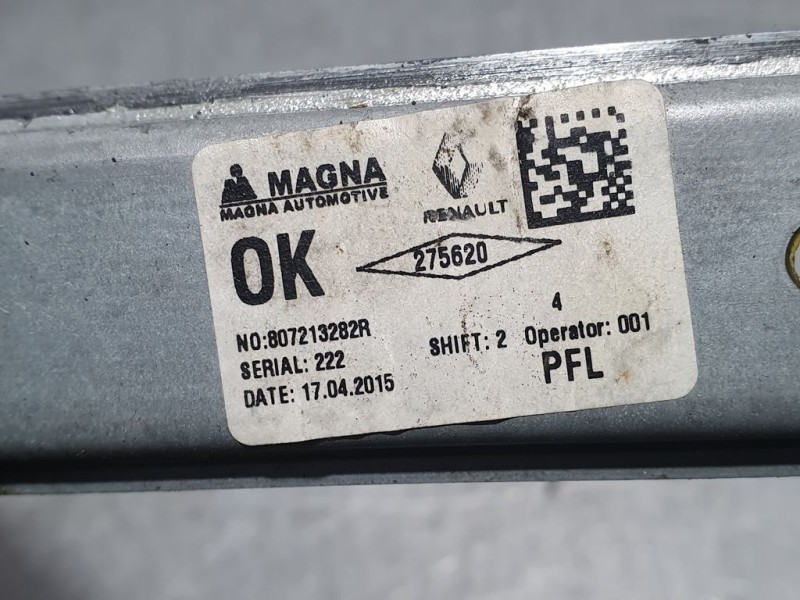 MAGNA
MAGNA AUTOMOTIVE
RENAULT
OK
275620
4
NO:807213282R
SHIFT: 2 Operator: 001
SERIAL: 222
PFL
DATE: 17.04.2015